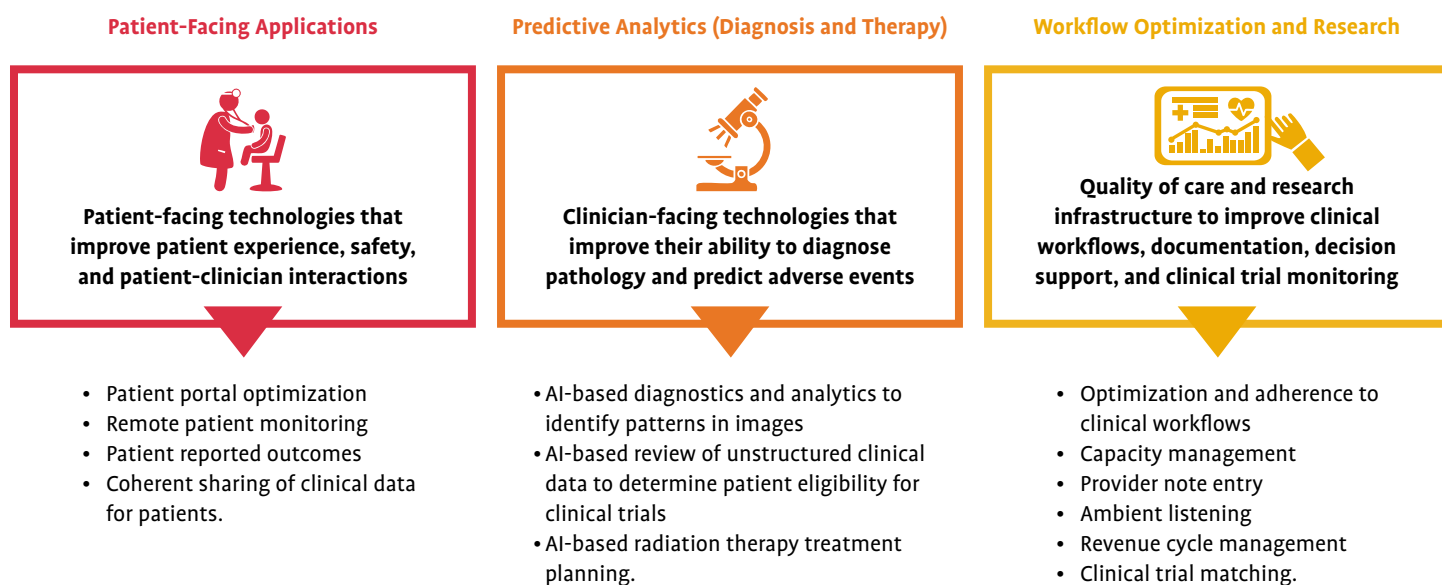 Patient-Facing Applications
Patient-facing technologies that
improve patient experience, safety,
and patient-clinician interactions
• Patient portal optimization
• Remote patient monitoring
• Patient reported outcomes
• Coherent sharing of clinical data
for patients.
Predictive Analytics (Diagnosis and Therapy)
Clinician-facing technologies that
improve their ability to diagnose
pathology and predict adverse events
• AI-based diagnostics and analytics to
identify patterns in images
• AI-based review of unstructured clinical
data to determine patient eligibility for
clinical trials
• AI-based radiation therapy treatment
planning.
Workflow Optimization and Research
Quality of care and research
infrastructure to improve clinical
workflows, documentation, decision
support, and clinical trial monitoring
• Optimization and adherence to
clinical workflows
• Capacity management
• Provider note entry
• Ambient listening
• Revenue cycle management
• Clinical trial matching.